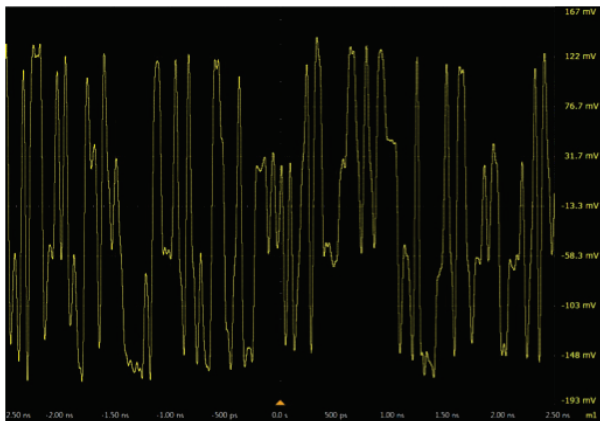 167 mV
122 mV
76.7 mV
31.7 mV
-13.3 mV
-58.3 mV
-103 mV
-148 mV
-193 mV
2.50 ns -2.00 ns -1.50 ns -1.00 ns -500 ps 0.0 s 500 ps 1.00 ns 1.50 ns 2.00 ns 2.50 ns m1